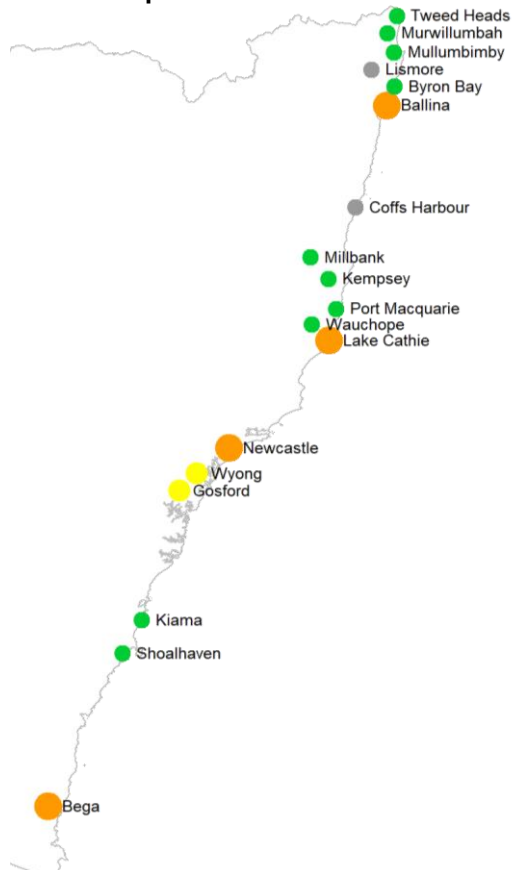 Tweed Heads
Murwillumbah
Mullumbimby
Lismore
Byron Bay
Ballina
Coffs Harbour
Millbank
Kempsey
Port Macquarie
Wauchope
Lake Cathie
Newcastle
Wyong
Gosford
Kiama
Shoalhaven
Bega